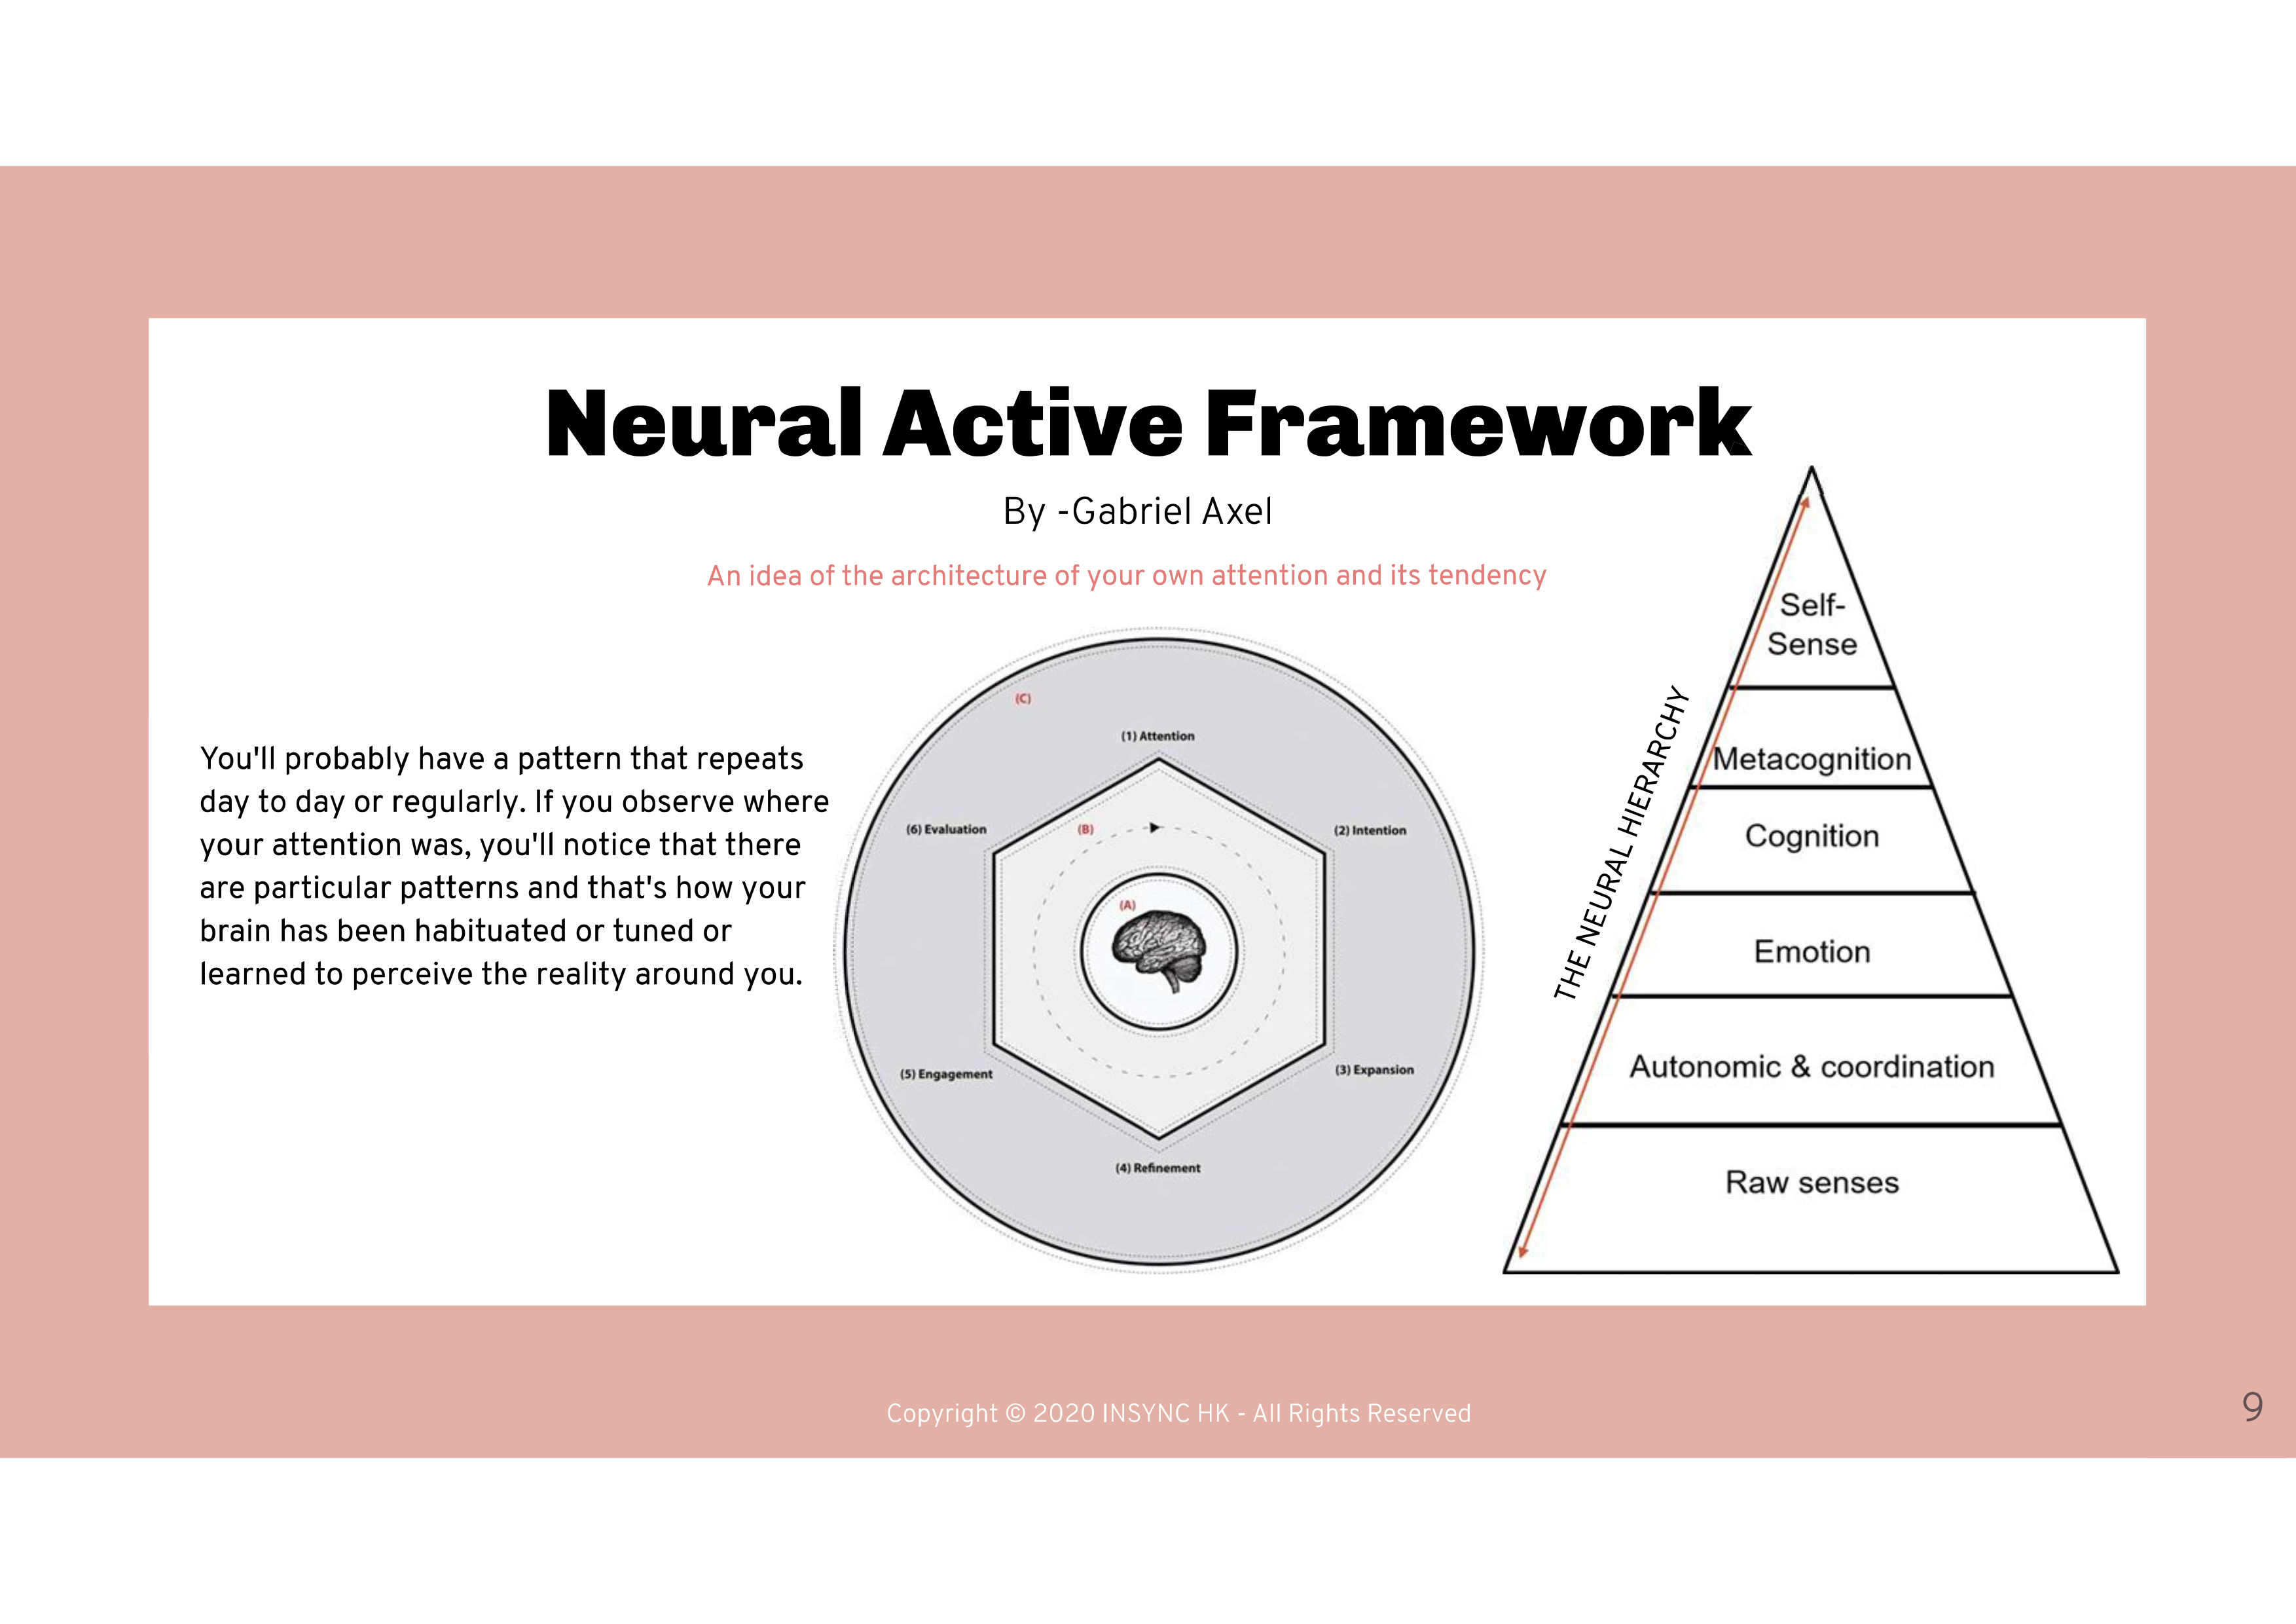 Neural Active Framework
By -Gabriel Axel
An idea of the architecture of your own attention and its tendency
You'll probably have a pattern that repeats
day to day or regularly. If you observe where
your attention was, you'll notice that there
are particular patterns and that's how your
brain has been habituated or tuned or
learned to perceive the reality around you.
(C)
(1) Attention
(6) Evaluation
(B)
(2) Intention
(A)
(5) Engagement
(3) Expansion
(4) Refinement
THE NEURAL HIERARCHY
Self-
Sense
Metacognition
Cognition
Emotion
Autonomic & coordination
Raw senses
Copyright © 2020 INSYNC HK - All Rights Reserved
9